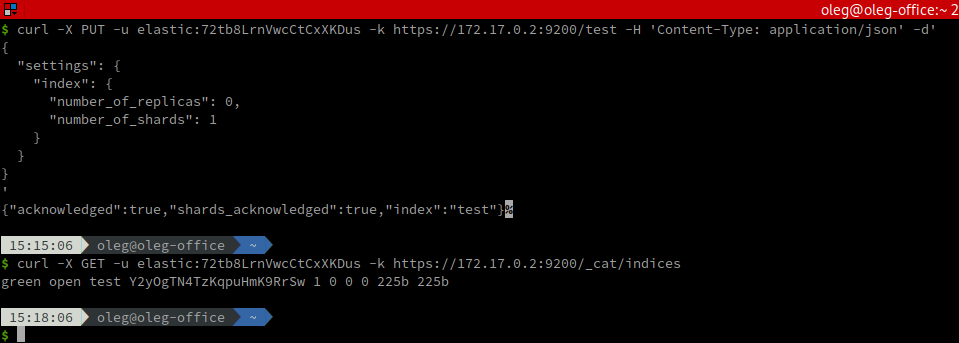 oleg@oleg-office:~ 2
$ curl -X PUT -u elastic:72tb8LrnVwcCtCxXKDus -k https://172.17.0.2:9200/test -H 'Content-Type: application/json' -d'
{
  "settings": {
    "index": {
      "number_of_replicas": 0,
      "number_of_shards": 1
    }
  }
}
'
{"acknowledged":true,"shards_acknowledged":true,"index":"test"}%
15:15:06 oleg@oleg-office ~
$ curl -X GET -u elastic:72tb8LrnVwcCtCxXKDus -k https://172.17.0.2:9200/_cat/indices
green open test Y2yOgTN4TzKqpuHmK9RrSw 1 0 0 0 225b 225b
15:18:06 oleg@oleg-office ~
$